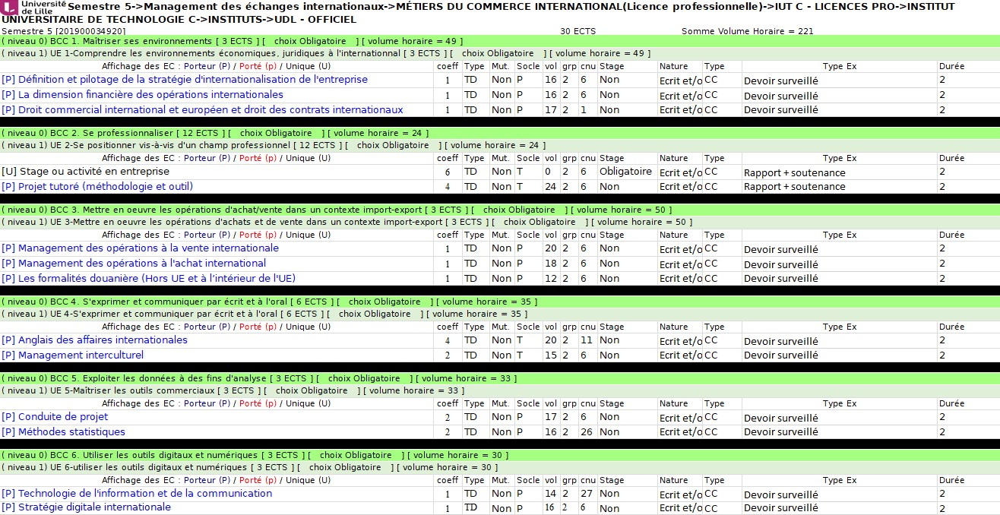 Université de Lille
Semestre 5->Management des échanges internationaux->MÉTIERS DU COMMERCE INTERNATIONAL(Licence professionnelle)->IUT C - LICENCES PRO->INSTITUT
UNIVERSITAIRE DE TECHNOLOGIE C->INSTITUTS->UDL - OFFICIEL
Semestre 5 [201900034920] 30 ECTS Somme Volume Horaire = 221
( niveau 0) BCC 1. Maîtriser ses environnements [ 3 ECTS ] [ choix Obligatoire ] [ volume horaire = 49 ]
( niveau 1) UE 1-Comprendre les environnements économiques, juridiques à l'internationnal [ 3 ECTS ] [ choix Obligatoire ] [ volume horaire = 49 ]
Affichage des EC : Porteur (P) / Porté (p) / Unique (U) coeff Type Mut. Socle vol grp cnu Stage Nature Type Type Ex Durée
[P] Définition et pilotage de la stratégie d'internationalisation de l'entreprise 1 TD Non P 16 2 6 Non Ecrit et/o CC Devoir surveillé 2
[P] La dimension financière des opérations internationales 1 TD Non P 16 2 6 Non Ecrit et/o CC Devoir surveillé 2
[P] Droit commercial international et européen et droit des contrats internationaux 1 TD Non P 17 2 1 Non Ecrit et/o CC Devoir surveillé 2
( niveau 0) BCC 2. Se professionnaliser [ 12 ECTS ] [ choix Obligatoire ] [ volume horaire = 24 ]
( niveau 1) UE 2-Se positionner vis-à-vis d'un champ professionnel [ 12 ECTS ] [ choix Obligatoire ] [ volume horaire = 24 ]
Affichage des EC : Porteur (P) / Porté (p) / Unique (U) coeff Type Mut. Socle vol grp cnu Stage Nature Type Type Ex Durée
[U] Stage ou activité en entreprise 6 TD Non T 0 2 6 Obligatoire Ecrit et/o CC Rapport + soutenance 2
[P] Projet tutoré (méthodologie et outil) 4 TD Non T 24 2 6 Non Ecrit et/o CC Rapport + soutenance 2
( niveau 0) BCC 3. Mettre en oeuvre les opérations d'achat/vente dans un contexte import-export [ 3 ECTS ] [ choix Obligatoire ] [ volume horaire = 50 ]
( niveau 1) UE 3-Mettre en oeuvre les opérations d'achats et de vente dans un contexte import-export [ 3 ECTS ] [ choix Obligatoire ] [ volume horaire = 50 ]
Affichage des EC : Porteur (P) / Porté (p) / Unique (U) coeff Type Mut. Socle vol grp cnu Stage Nature Type Type Ex Durée
[P] Management des opérations à la vente internationale 1 TD Non P 20 2 6 Non Ecrit et/o CC Devoir surveillé 2
[P] Management des opérations à l'achat international 1 TD Non P 18 2 6 Non Ecrit et/o CC Devoir surveillé 2
[P] Les formalités douanière (Hors UE et à l’intérieur de l'UE) 1 TD Non P 12 2 6 Non Ecrit et/o CC Devoir surveillé 2
( niveau 0) BCC 4. S'exprimer et communiquer par écrit et à l'oral [ 6 ECTS ] [ choix Obligatoire ] [ volume horaire = 35 ]
( niveau 1) UE 4-S'exprimer et communiquer par écrit et à l'oral [ 6 ECTS ] [ choix Obligatoire ] [ volume horaire = 35 ]
Affichage des EC : Porteur (P) / Porté (p) / Unique (U) coeff Type Mut. Socle vol grp cnu Stage Nature Type Type Ex Durée
[P] Anglais des affaires internationales 4 TD Non T 20 2 11 Non Ecrit et/o CC Devoir surveillé 2
[P] Management interculturel 2 TD Non T 15 2 6 Non Ecrit et/o CC Devoir surveillé 2
( niveau 0) BCC 5. Exploiter les données à des fins d'analyse [ 3 ECTS ] [ choix Obligatoire ] [ volume horaire = 33 ]
( niveau 1) UE 5-Maîtriser les outils commerciaux [ 3 ECTS ] [ choix Obligatoire ] [ volume horaire = 33 ]
Affichage des EC : Porteur (P) / Porté (p) / Unique (U) coeff Type Mut. Socle vol grp cnu Stage Nature Type Type Ex Durée
[P] Conduite de projet 2 TD Non P 17 2 6 Non Ecrit et/o CC Devoir surveillé 2
[P] Méthodes statistiques 2 TD Non P 16 2 26 Non Ecrit et/o CC Devoir surveillé 2
( niveau 0) BCC 6. Utiliser les outils digitaux et numériques [ 3 ECTS ] [ choix Obligatoire ] [ volume horaire = 30 ]
( niveau 1) UE 6-utiliser les outils digitaux et numériques [ 3 ECTS ] [ choix Obligatoire ] [ volume horaire = 30 ]
Affichage des EC : Porteur (P) / Porté (p) / Unique (U) coeff Type Mut. Socle vol grp cnu Stage Nature Type Type Ex Durée
[P] Technologie de l'information et de la communication 1 TD Non P 14 2 27 Non Ecrit et/o CC Devoir surveillé 2
[P] Stratégie digitale internationale 1 TD Non P 16 2 6 Non Ecrit et/o CC Devoir surveillé 2